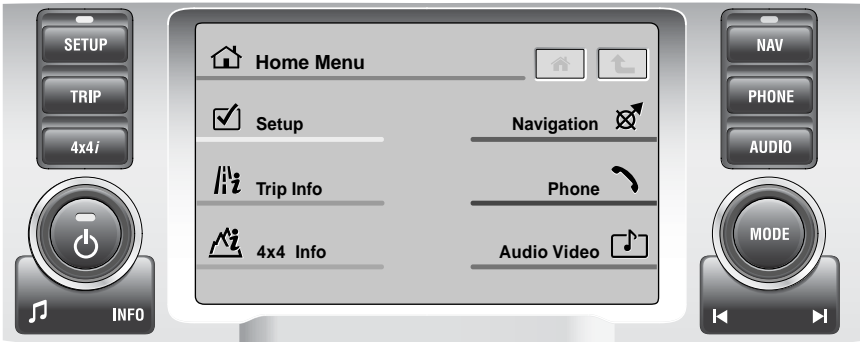 SETUP
TRIP
4x4i
INFO
Home Menu
Setup
Trip Info
4x4 Info
Navigation
Phone
Audio Video
NAV
PHONE
AUDIO
MODE